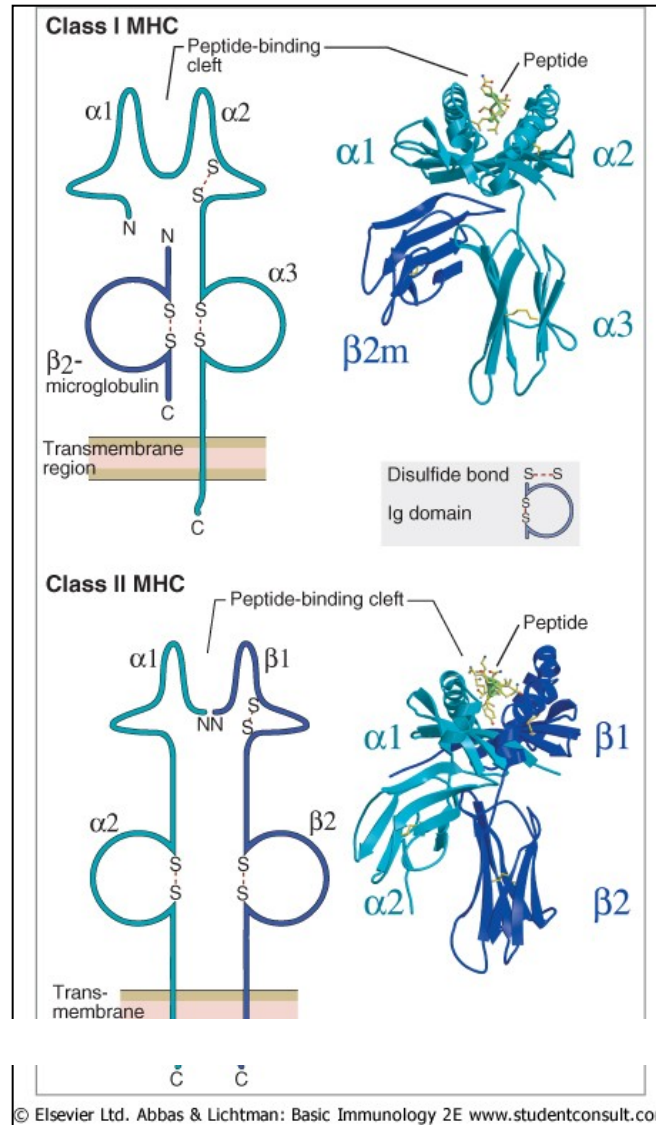 Class I MHC
Peptide-binding
cleft
Peptide
α1
α2
α1
α2
S
S
N
N
α3
S
S
S
S
β2-
microglobulin
β2m
α3
C
Transmembrane
region
Disulfide bond S---S
Ig domain
S
S
C
Class II MHC
Peptide-binding cleft
Peptide
α1
β1
NN
S
S
α1
β1
α2
β2
S
S
S
S
α2
β2
Trans-
membrane
C
C
© Elsevier Ltd. Abbas & Lichtman: Basic Immunology 2E www.studentconsult.co